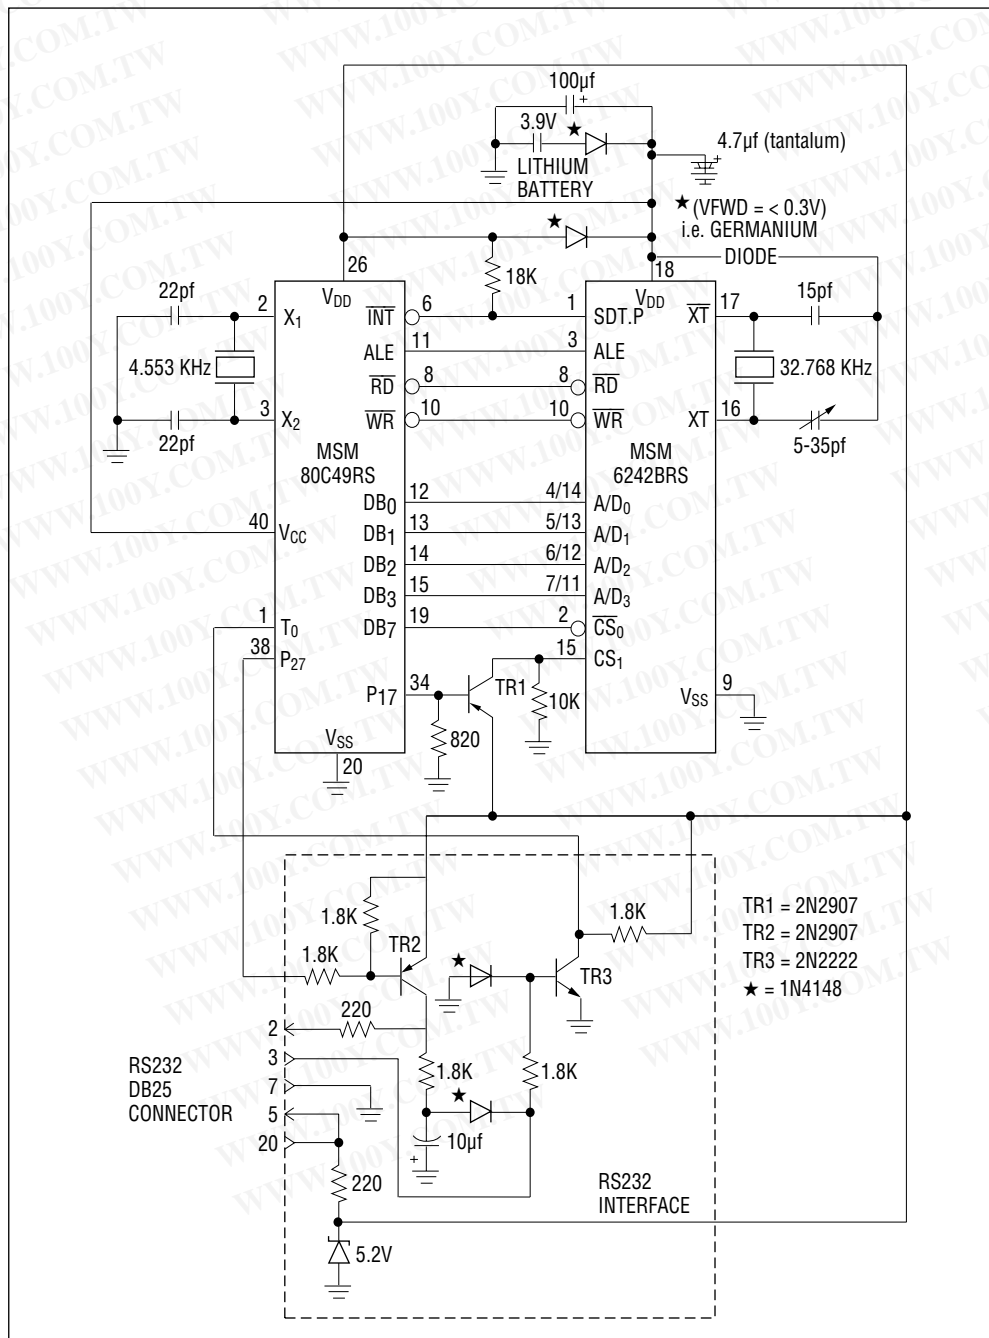 100µf
+
3.9V ★
LITHIUM
BATTERY
+
4.7µf (tantalum)
★ (VFWD = < 0.3V)
i.e. GERMANIUM
DIODE
★
18K
26
VDD
18
VDD
22pf
2
X1
4.553 KHz
3
X2
22pf
INT
6
1
SDT.P
ALE
11
3
ALE
RD
8
8
RD
WR
10
10
WR
XT
17
15pf
32.768 KHz
XT
16
5-35pf
MSM
80C49RS
MSM
6242BRS
DB0
12
4/14
A/D0
DB1
13
5/13
A/D1
DB2
14
6/12
A/D2
DB3
15
7/11
A/D3
DB7
19
2
CS0
15
CS1
40
VCC
1
T0
38
P27
P17
34
TR1
10K
820
VSS
20
VSS
9
1.8K
1.8K
TR2
★
TR3
1.8K
TR1 = 2N2907
TR2 = 2N2907
TR3 = 2N2222
★ = 1N4148
220
1.8K
1.8K
★
10µf
+
RS232
DB25
CONNECTOR
2
3
7
5
20
220
5.2V
RS232
INTERFACE
WWW.100Y.COM.TW